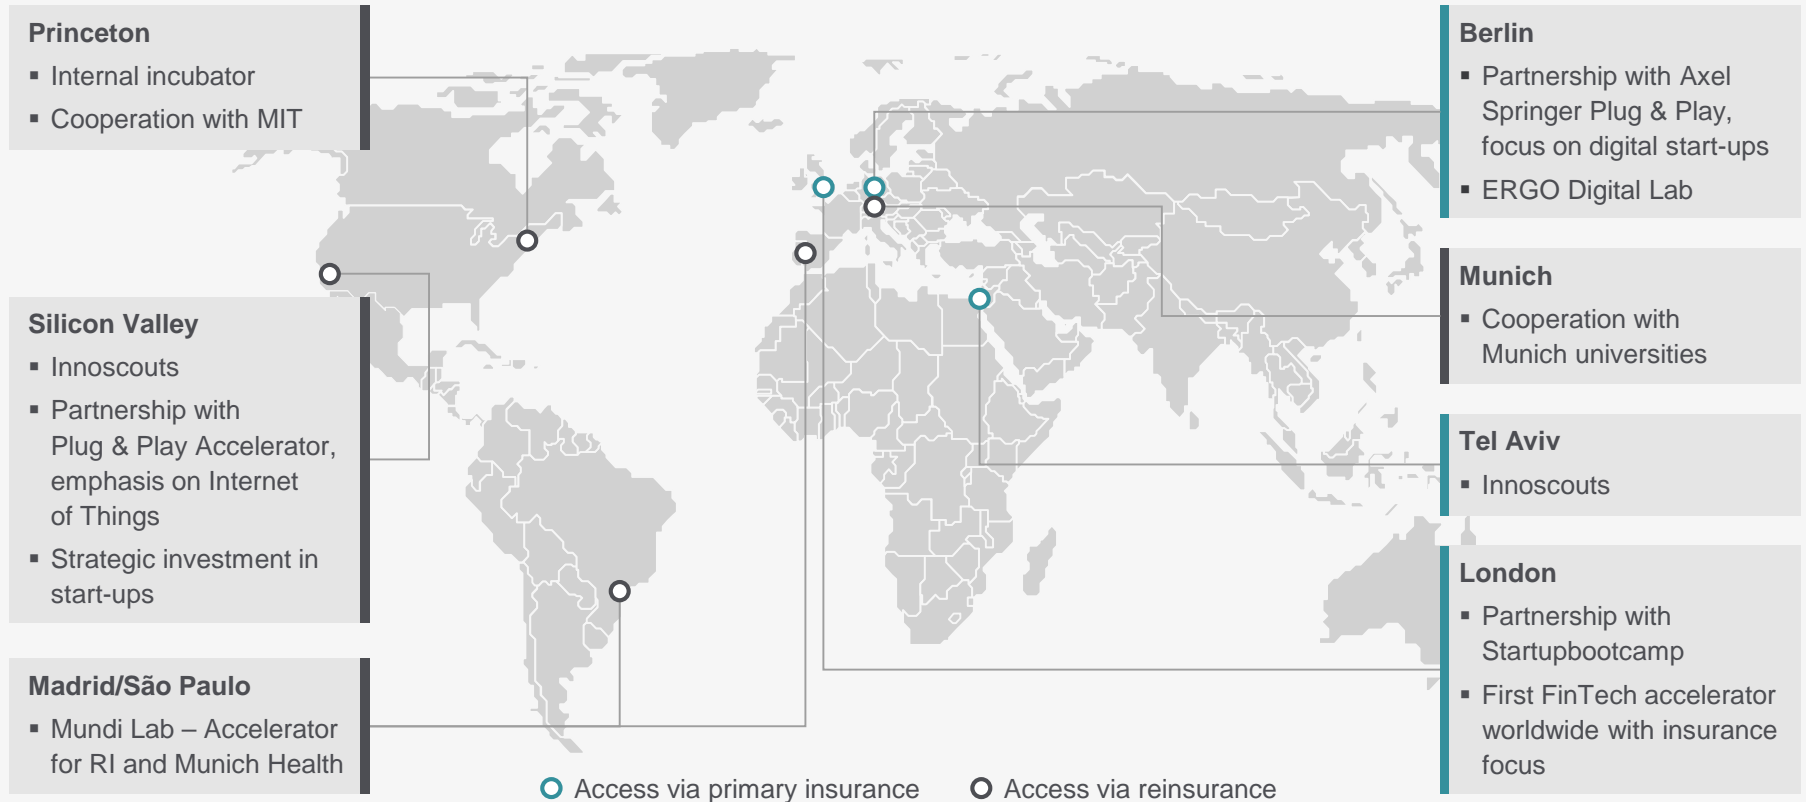 Princeton
▪ Internal incubator
▪ Cooperation with MIT
Silicon Valley
▪ Innoscouts
▪ Partnership with
Plug & Play Accelerator,
emphasis on Internet
of Things
▪ Strategic investment in
start-ups
Madrid/São Paulo
▪ Mundi Lab – Accelerator
for RI and Munich Health
Berlin
▪ Partnership with Axel
Springer Plug & Play,
focus on digital start-ups
▪ ERGO Digital Lab
Munich
▪ Cooperation with
Munich universities
Tel Aviv
▪ Innoscouts
London
▪ Partnership with
Startupbootcamp
▪ First FinTech accelerator
worldwide with insurance
focus
Access via primary insurance
Access via reinsurance